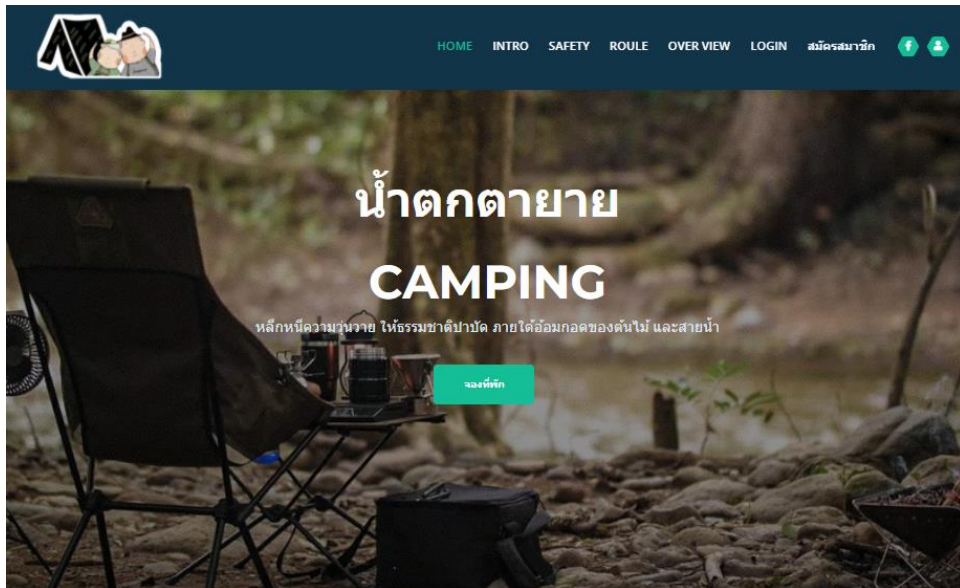 HOME INTRO SAFETY ROULE OVER VIEW LOGIN สมัครสมาชิก
น้ำตกตายาย
CAMPING
หลีกหนีความวุ่นวาย ให้ธรรมชาติบำบัด ภายใต้อ้อมกอดของต้นไม้ และสายน้ำ
จองที่พัก